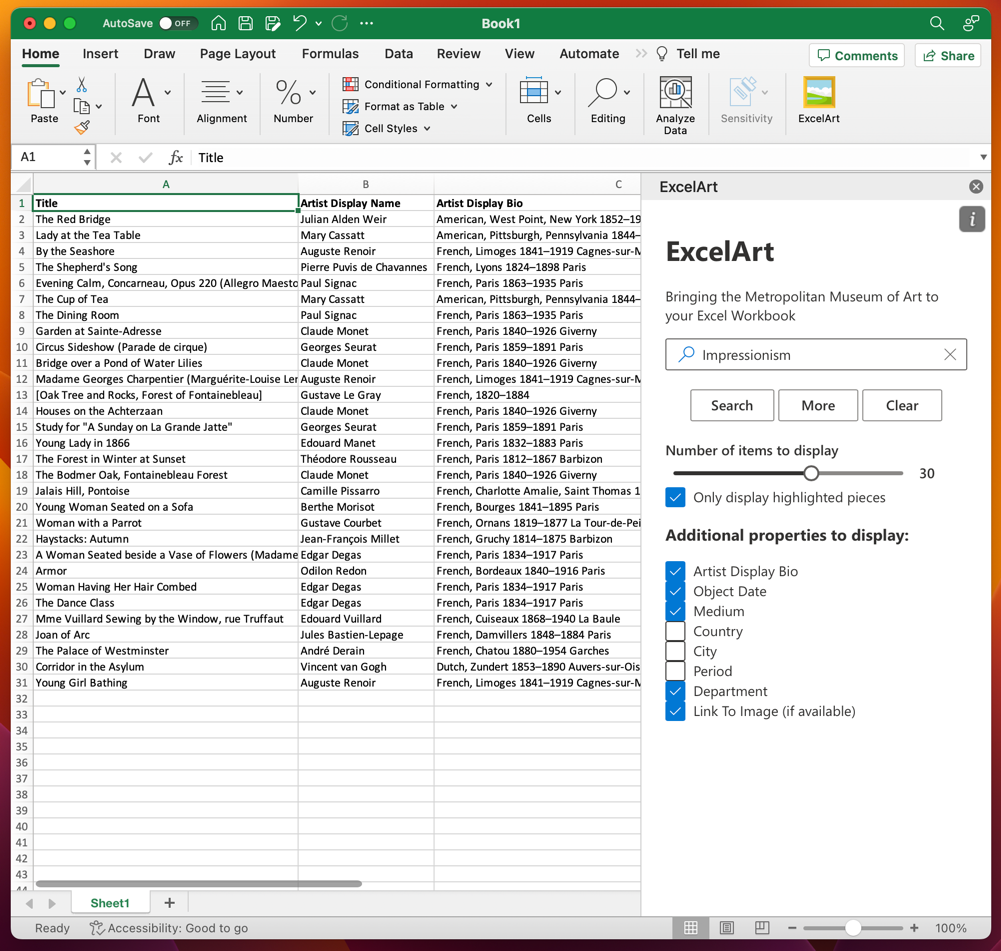 AutoSave OFF Book1
Home Insert Draw Page Layout Formulas Data Review View Automate Tell me Comments Share
Paste Font Alignment Number Conditional Formatting Format as Table Cell Styles Cells Editing Analyze Data Sensitivity ExcelArt
A1 fx Title
A B C
1 Title Artist Display Name Artist Display Bio
2 The Red Bridge Julian Alden Weir American, West Point, New York 1852–19
3 Lady at the Tea Table Mary Cassatt American, Pittsburgh, Pennsylvania 1844–
4 By the Seashore Auguste Renoir French, Limoges 1841–1919 Cagnes-sur-M
5 The Shepherd's Song Pierre Puvis de Chavannes French, Lyons 1824–1898 Paris
6 Evening Calm, Concarneau, Opus 220 (Allegro Maesto Paul Signac French, Paris 1863–1935 Paris
7 The Cup of Tea Mary Cassatt American, Pittsburgh, Pennsylvania 1844–
8 The Dining Room Paul Signac French, Paris 1863–1935 Paris
9 Garden at Sainte-Adresse Claude Monet French, Paris 1840–1926 Giverny
10 Circus Sideshow (Parade de cirque) Georges Seurat French, Paris 1859–1891 Paris
11 Bridge over a Pond of Water Lilies Claude Monet French, Paris 1840–1926 Giverny
12 Madame Georges Charpentier (Marguérite-Louise Ler Auguste Renoir French, Limoges 1841–1919 Cagnes-sur-M
13 [Oak Tree and Rocks, Forest of Fontainebleau] Gustave Le Gray French, 1820–1884
14 Houses on the Achterzaan Claude Monet French, Paris 1840–1926 Giverny
15 Study for "A Sunday on La Grande Jatte" Georges Seurat French, Paris 1859–1891 Paris
16 Young Lady in 1866 Edouard Manet French, Paris 1832–1883 Paris
17 The Forest in Winter at Sunset Théodore Rousseau French, Paris 1812–1867 Barbizon
18 The Bodmer Oak, Fontainebleau Forest Claude Monet French, Paris 1840–1926 Giverny
19 Jalais Hill, Pontoise Camille Pissarro French, Charlotte Amalie, Saint Thomas 1
20 Young Woman Seated on a Sofa Berthe Morisot French, Bourges 1841–1895 Paris
21 Woman with a Parrot Gustave Courbet French, Ornans 1819–1877 La Tour-de-Pei
22 Haystacks: Autumn Jean-François Millet French, Gruchy 1814–1875 Barbizon
23 A Woman Seated beside a Vase of Flowers (Madame Edgar Degas French, Paris 1834–1917 Paris
24 Armor Odilon Redon French, Bordeaux 1840–1916 Paris
25 Woman Having Her Hair Combed Edgar Degas French, Paris 1834–1917 Paris
26 The Dance Class Edgar Degas French, Paris 1834–1917 Paris
27 Mme Vuillard Sewing by the Window, rue Truffaut Edouard Vuillard French, Cuiseaux 1868–1940 La Baule
28 Joan of Arc Jules Bastien-Lepage French, Damvillers 1848–1884 Paris
29 The Palace of Westminster André Derain French, Chatou 1880–1954 Garches
30 Corridor in the Asylum Vincent van Gogh Dutch, Zundert 1853–1890 Auvers-sur-Ois
31 Young Girl Bathing Auguste Renoir French, Limoges 1841–1919 Cagnes-sur-M
32
33
34
35
36
37
38
39
40
41
42
43
44
ExcelArt
i
ExcelArt
Bringing the Metropolitan Museum of Art to
your Excel Workbook
Impressionism
Search More Clear
Number of items to display
30
Only display highlighted pieces
Additional properties to display:
Artist Display Bio
Object Date
Medium
Country
City
Period
Department
Link To Image (if available)
Sheet1
Ready Accessibility: Good to go 100%